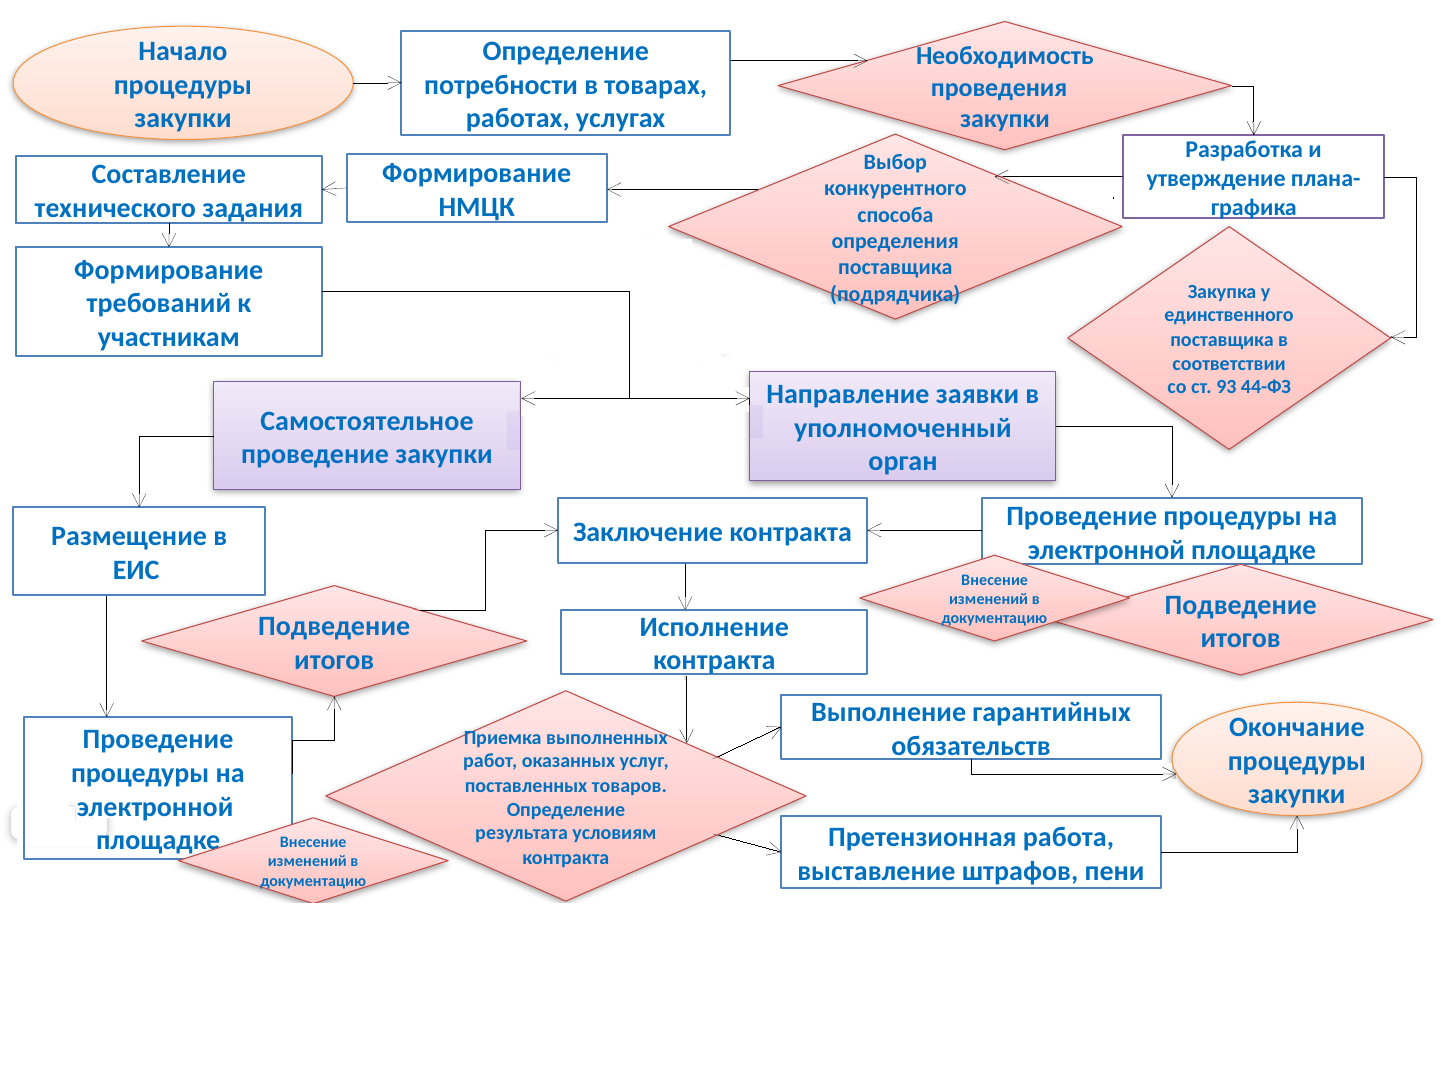 Начало
процедуры
закупки
Определение
потребности в товарах,
работах, услугах
Необходимость
проведения
закупки
Разработка и
утверждение плана-
графика
Выбор
конкурентного
способа
определения
поставщика
(подрядчика)
Формирование
НМЦК
Составление
технического задания
Формирование
требований к
участникам
Закупка у
единственного
поставщика в
соответствии
со ст. 93 44-ФЗ
Самостоятельное
проведение закупки
Направление заявки в
уполномоченный
орган
Размещение в
ЕИС
Заключение контракта
Проведение процедуры на
электронной площадке
Внесение
изменений в
документацию
Подведение
итогов
Подведение
итогов
Исполнение
контракта
Проведение
процедуры на
электронной
площадке
Внесение
изменений в
документацию
Приемка выполненных
работ, оказанных услуг,
поставленных товаров.
Определение
результата условиям
контракта
Выполнение гарантийных
обязательств
Окончание
процедуры
закупки
Претензионная работа,
выставление штрафов, пени